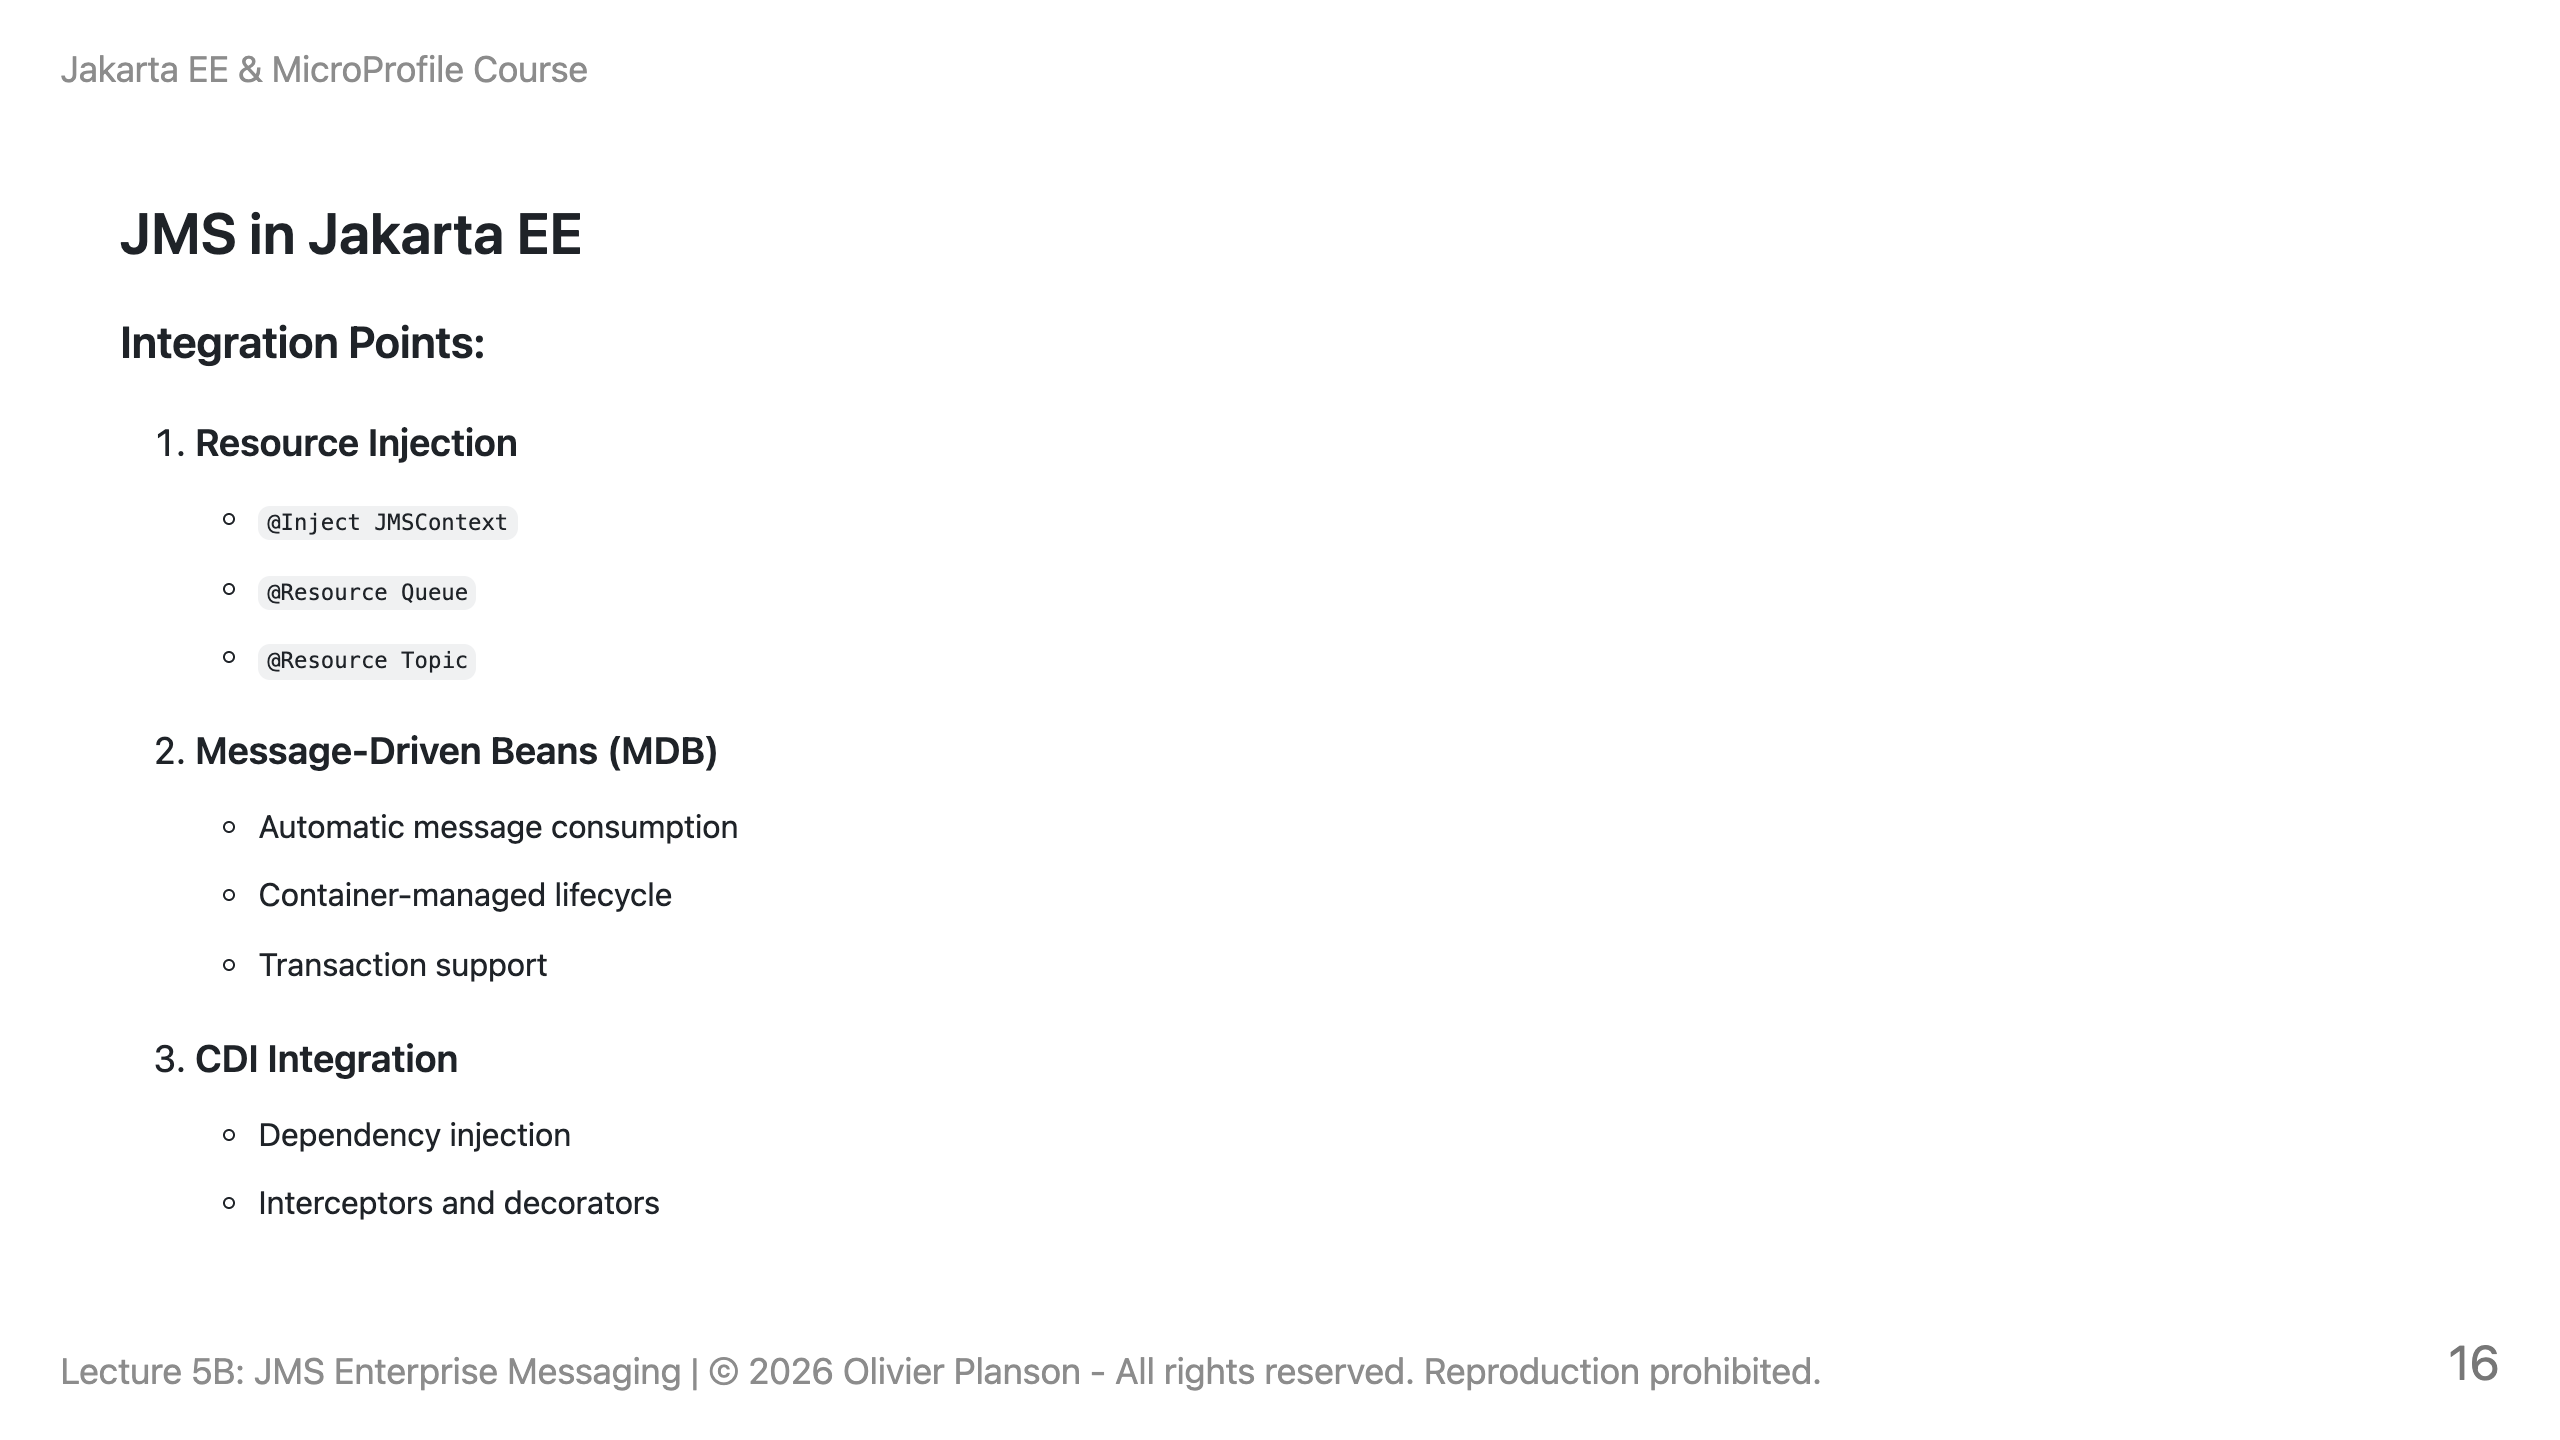 Jakarta EE & MicroProfile Course
JMS in Jakarta EE
Integration Points:
1. Resource Injection
@Inject JMSContext
@Resource Queue
@Resource Topic
2. Message-Driven Beans (MDB)
Automatic message consumption
Container-managed lifecycle
Transaction support
3. CDI Integration
Dependency injection
Interceptors and decorators
Lecture 5B: JMS Enterprise Messaging | © 2026 Olivier Planson - All rights reserved. Reproduction prohibited.
16